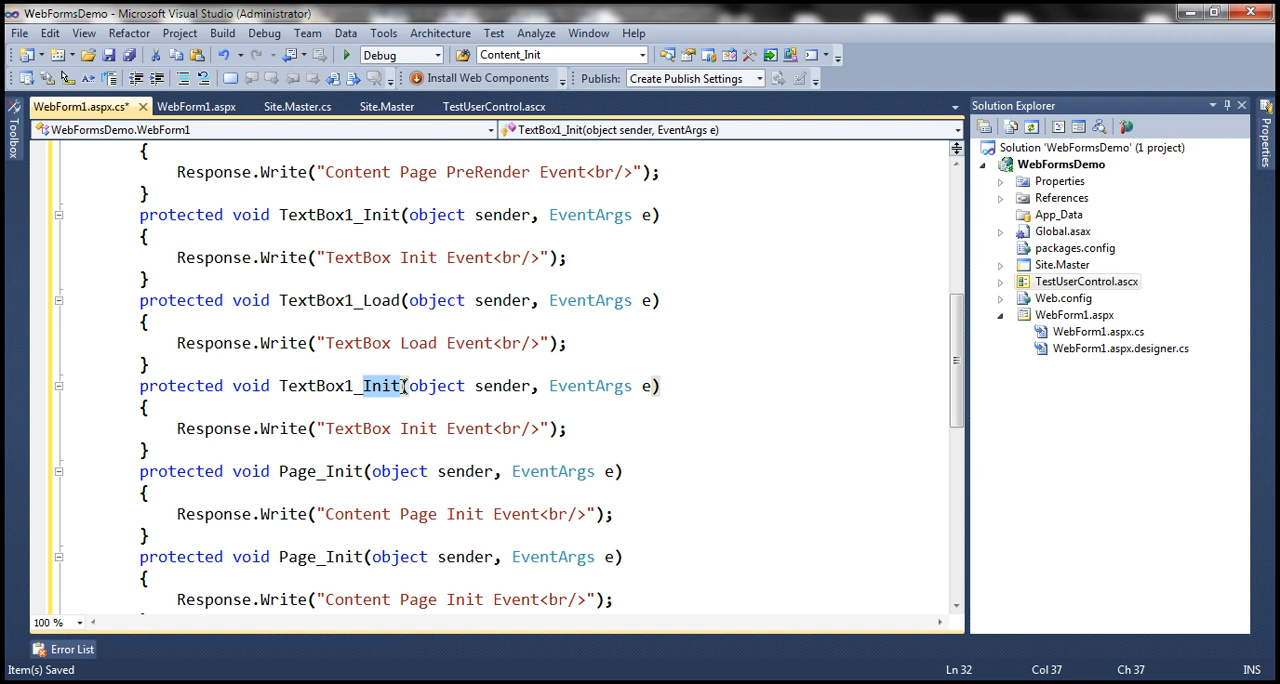 WebFormsDemo - Microsoft Visual Studio (Administrator)
File Edit View Refactor Project Build Debug Team Data Tools Architecture Test Analyze Window Help
Debug Content_Init
Install Web Components Publish: Create Publish Settings
WebForm1.aspx.cs* WebForm1.aspx Site.Master.cs Site.Master TestUserControl.ascx
Solution Explorer
WebFormsDemo.WebForm1 TextBox1_Init(object sender, EventArgs e)
Toolbox
Properties
{
Response.Write("Content Page PreRender Event<br/>");
}
protected void TextBox1_Init(object sender, EventArgs e)
{
Response.Write("TextBox Init Event<br/>");
}
protected void TextBox1_Load(object sender, EventArgs e)
{
Response.Write("TextBox Load Event<br/>");
}
protected void TextBox1_Init(object sender, EventArgs e)
{
Response.Write("TextBox Init Event<br/>");
}
protected void Page_Init(object sender, EventArgs e)
{
Response.Write("Content Page Init Event<br/>");
}
protected void Page_Init(object sender, EventArgs e)
{
Response.Write("Content Page Init Event<br/>");
Solution 'WebFormsDemo' (1 project)
WebFormsDemo
Properties
References
App_Data
Global.asax
packages.config
Site.Master
TestUserControl.ascx
Web.config
WebForm1.aspx
WebForm1.aspx.cs
WebForm1.aspx.designer.cs
100 %
Error List
Item(s) Saved Ln 32 Col 37 Ch 37 INS